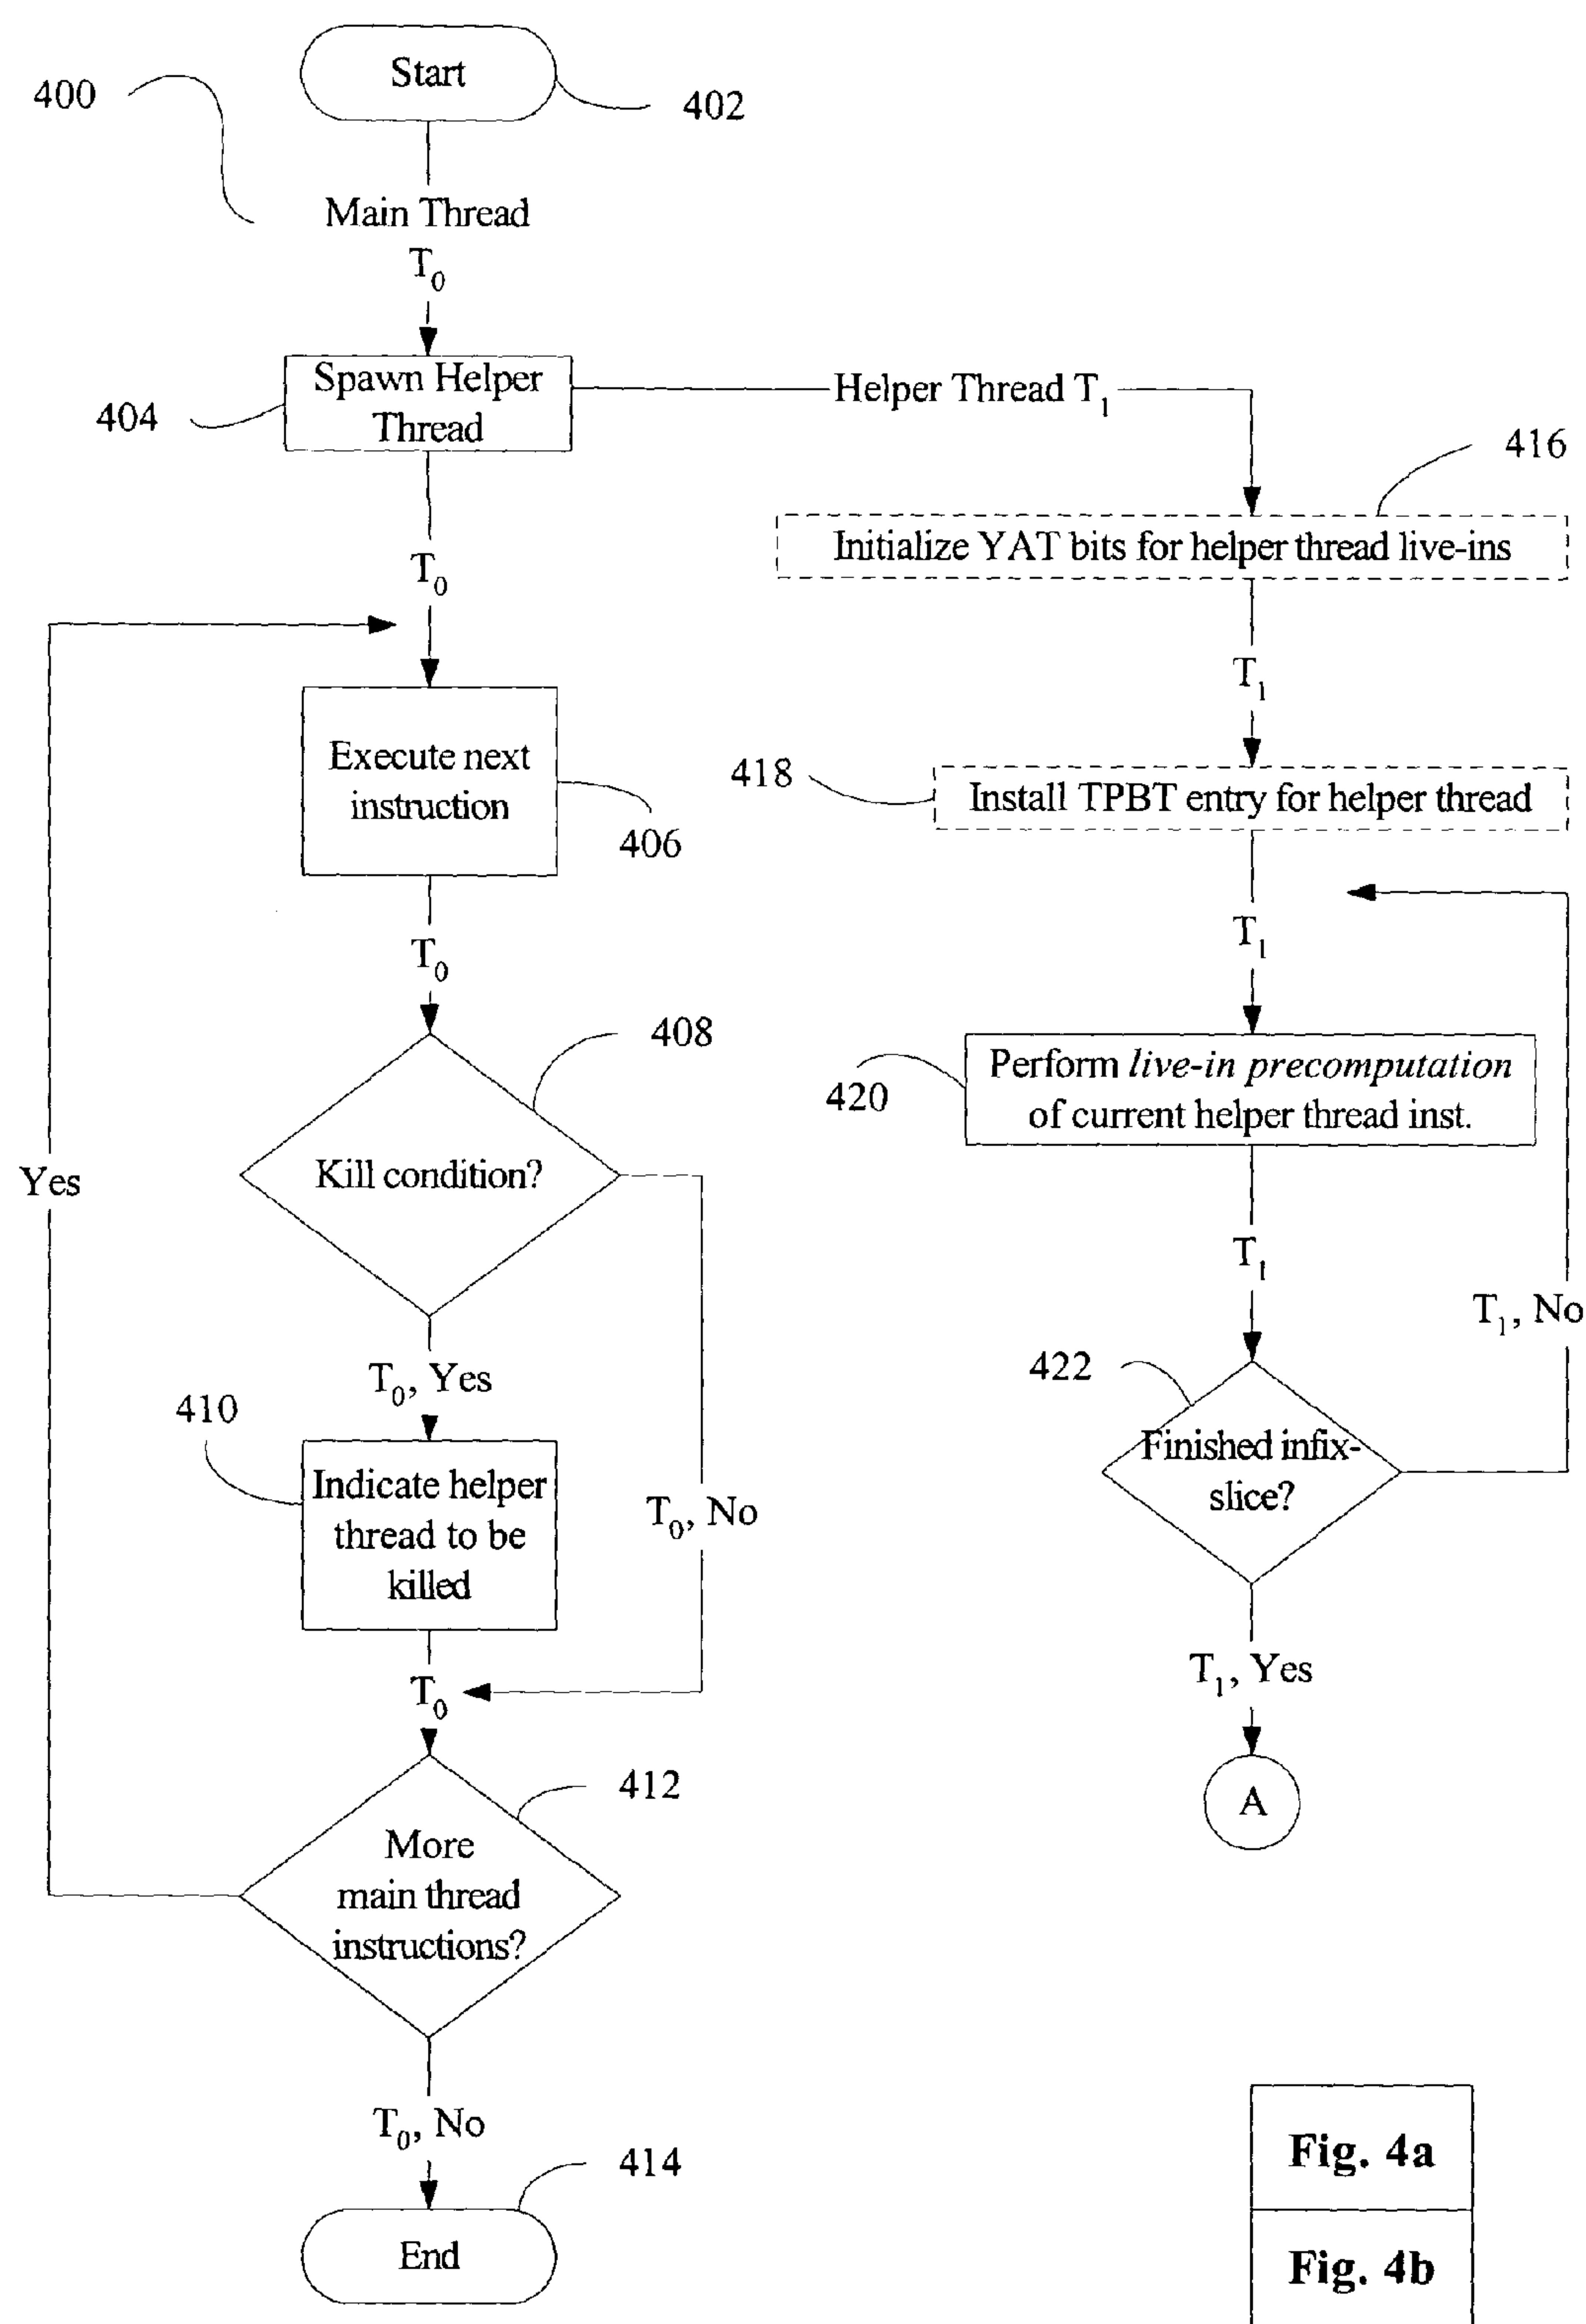 Start
400
402
Main Thread
T0
Spawn Helper
Thread
404
Helper Thread T1
416
Initialize YAT bits for helper thread live-ins
T0
T1
Execute next
instruction
406
418
Install TPBT entry for helper thread
T0
T1
408
Perform live-in precomputation
of current helper thread inst.
420
Kill condition?
Yes
T1
T1, No
T0, Yes
422
410
Finished infix-
slice?
Indicate helper
thread to be
killed
T0, No
T0
T1, Yes
412
A
More
main thread
instructions?
T0, No
414
End
Fig. 4a
Fig. 4b